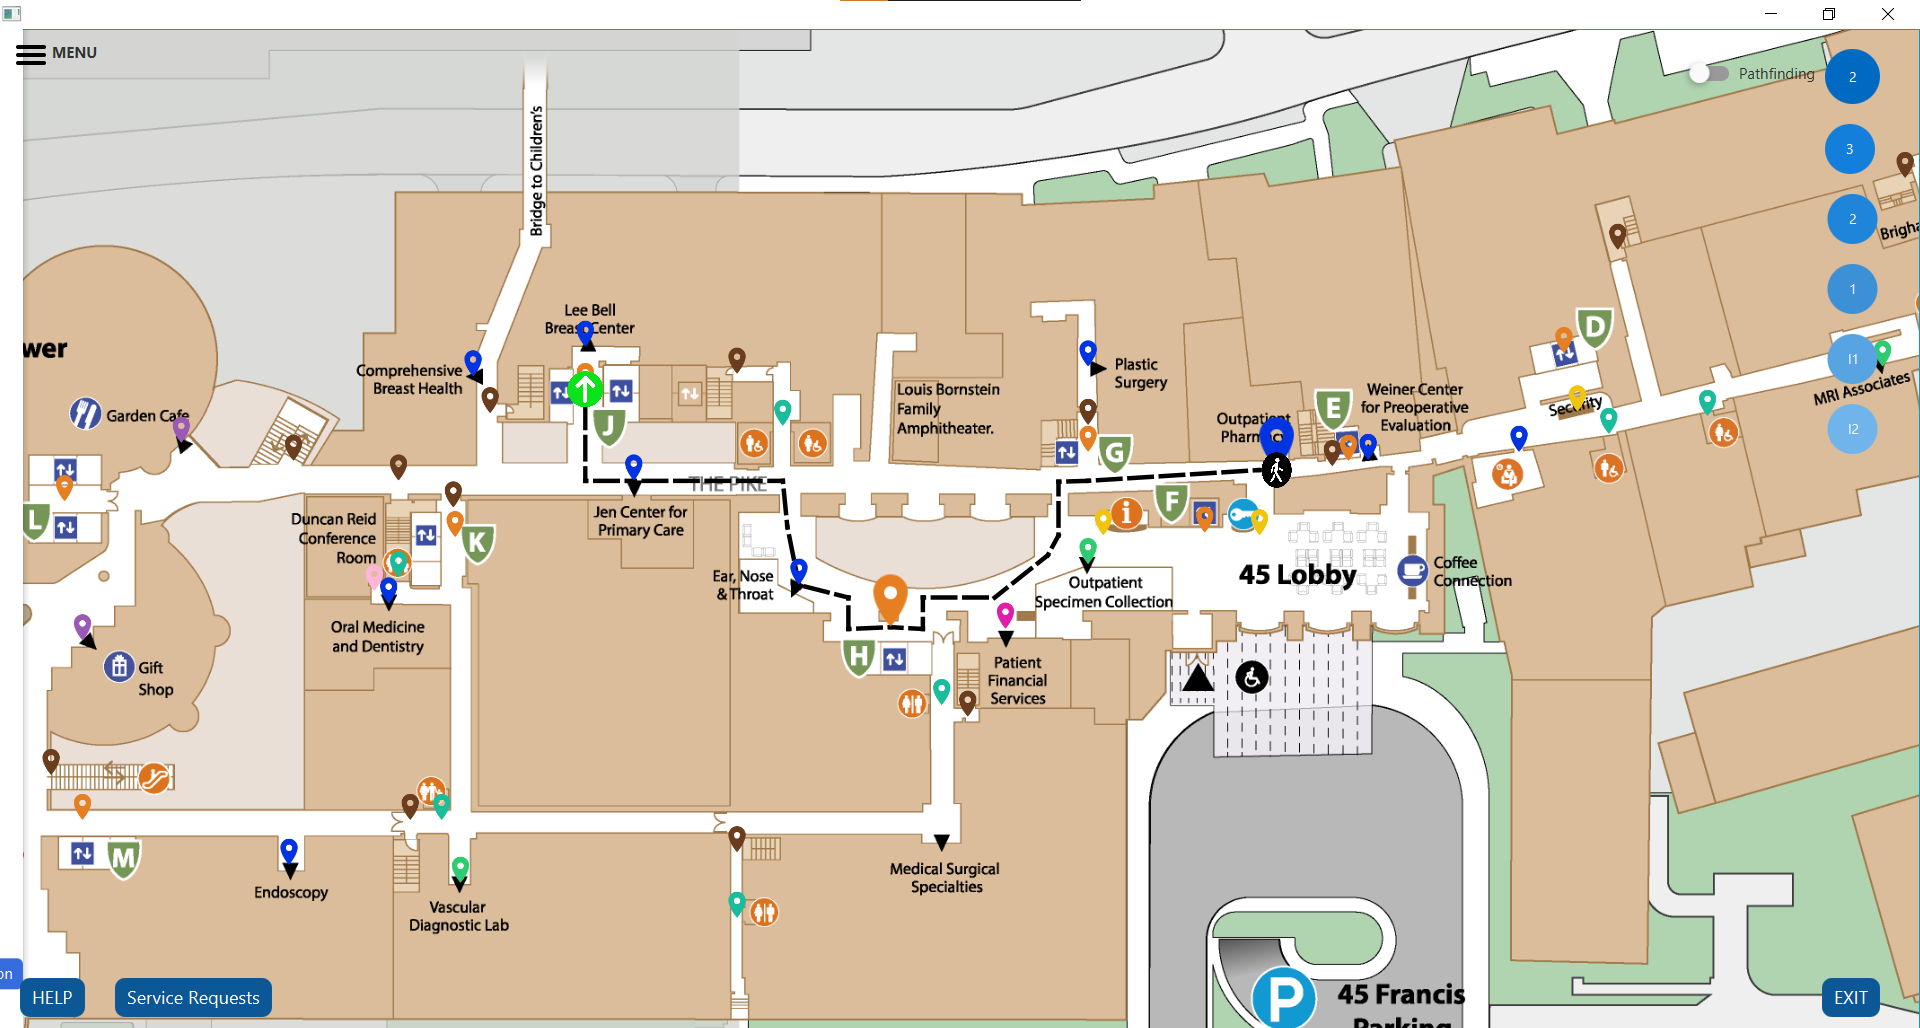 MENU
Pathfinding
2
3
2
1
I1
I2
Bridge to Children's
Lee Bell
Breast Center
Comprehensive
Breast Health
Garden Cafe
wer
L
J
THE PIKE
Jen Center for
Primary Care
Duncan Reid
Conference
Room
K
Oral Medicine
and Dentistry
Gift
Shop
M
Endoscopy
Vascular
Diagnostic Lab
Ear, Nose
& Throat
H
Louis Bornstein
Family
Amphitheater.
Plastic
Surgery
G
Outpatient
Pharmacy
E
Weiner Center
for Preoperative
Evaluation
D
Security
MRI Associates
Brigha
i
F
45 Lobby
Coffee
Connection
Outpatient
Specimen Collection
Patient
Financial
Services
Medical Surgical
Specialties
P
45 Francis
Parking
on
HELP
Service Requests
EXIT